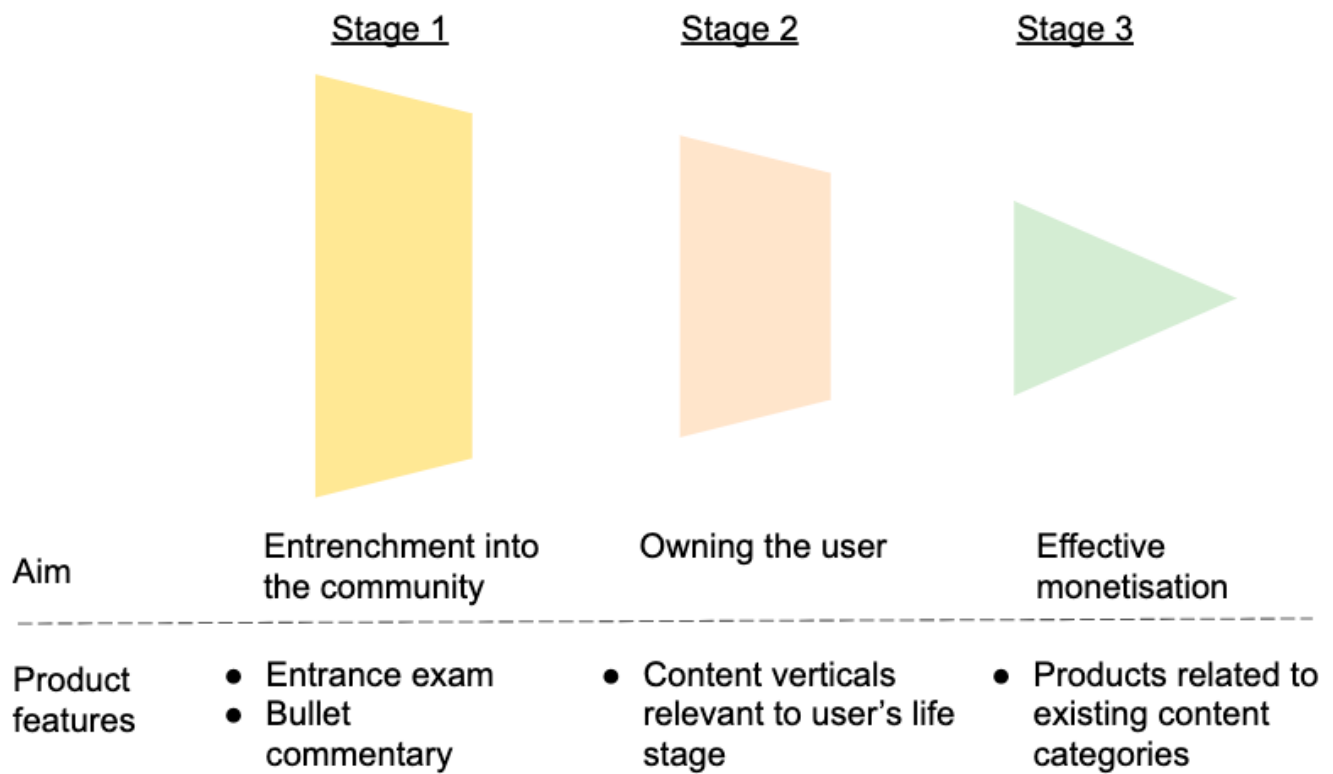 Stage 1
Stage 2
Stage 3
Aim
Entrenchment into
the community
Owning the user
Effective
monetisation
Product
features
● Entrance exam
● Bullet
commentary
● Content verticals
relevant to user's life
stage
● Products related to
existing content
categories